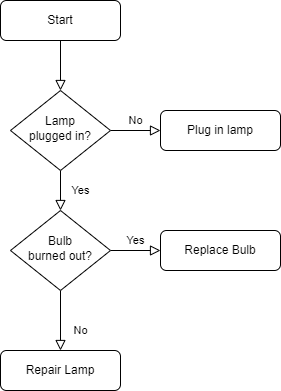 Start
Lamp
plugged in?
No
Plug in lamp
Yes
Bulb
burned out?
Yes
Replace Bulb
No
Repair Lamp